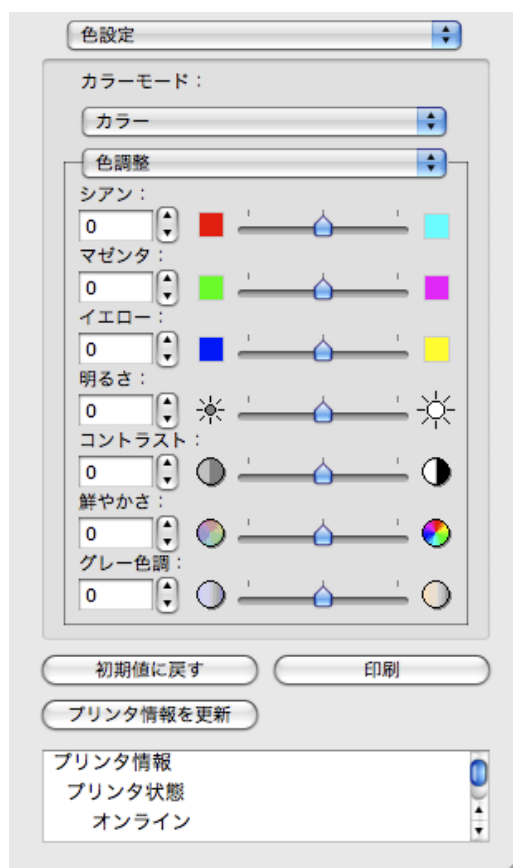 色設定
カラーモード：
カラー
色調整
シアン：
0
マゼンタ：
0
イエロー：
0
明るさ：
0
コントラスト：
0
鮮やかさ：
0
グレー色調：
0
初期値に戻す 印刷
プリンタ情報を更新
プリンタ情報
プリンタ状態
オンライン